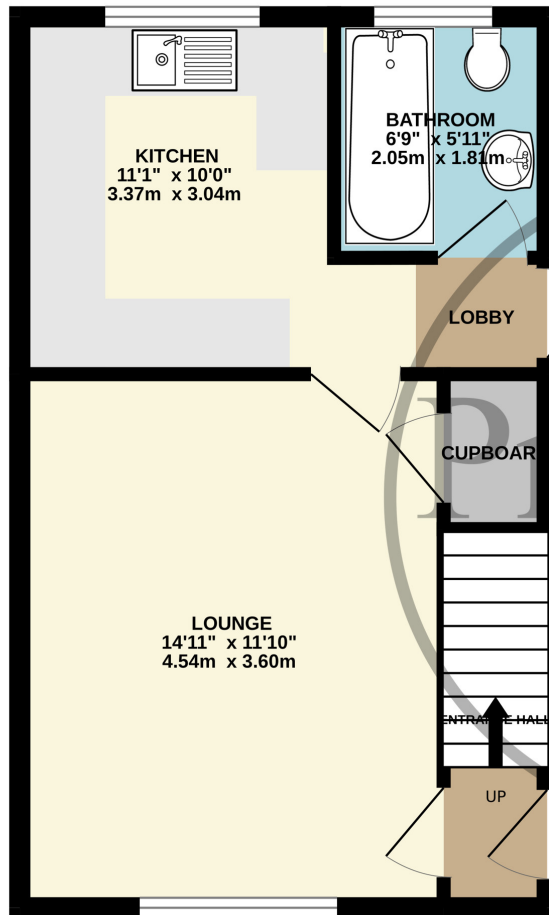 KITCHEN
11'1" x 10'0"
3.37m x 3.04m
BATHROOM
6'9" x 5'11"
2.05m x 1.81m
LOBBY
CUPBOAR
LOUNGE
14'11" x 11'10"
4.54m x 3.60m
ENTRANCE HALL
UP